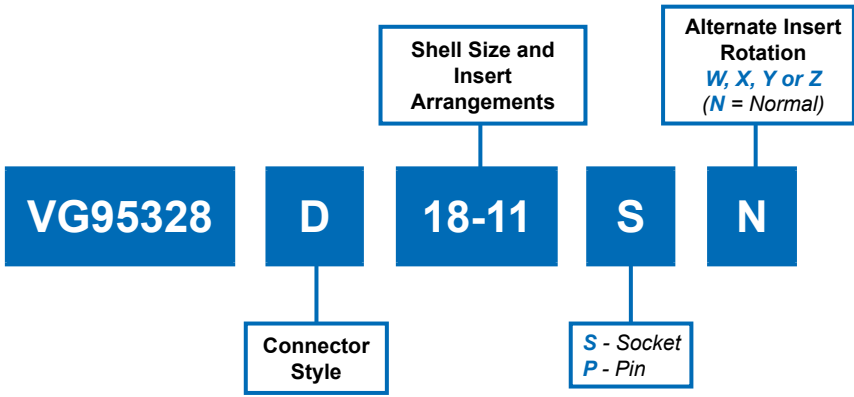 Shell Size and
Insert
Arrangements
Alternate Insert
Rotation
W, X, Y or Z
(N = Normal)
VG95328 D 18-11 S N
Connector
Style
S - Socket
P - Pin